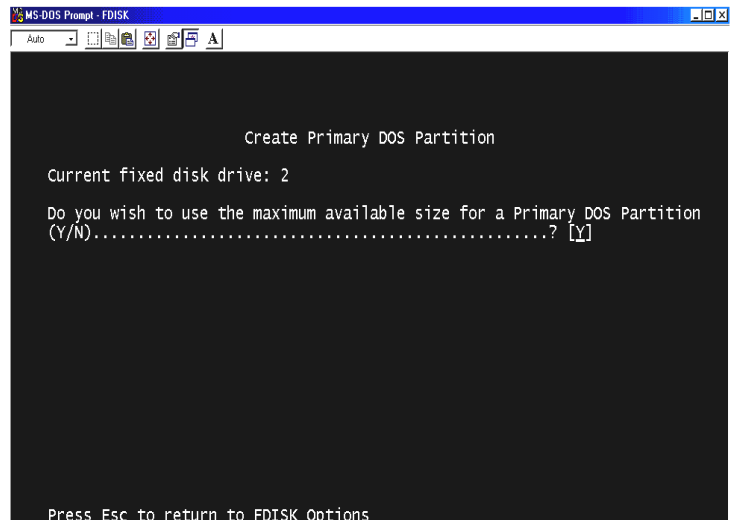 MS-DOS Prompt - FDISK
Auto
A
Create Primary DOS Partition
Current fixed disk drive: 2
Do you wish to use the maximum available size for a Primary DOS Partition
(Y/N)...................................................? [Y]
Press Esc to return to FDISK Options